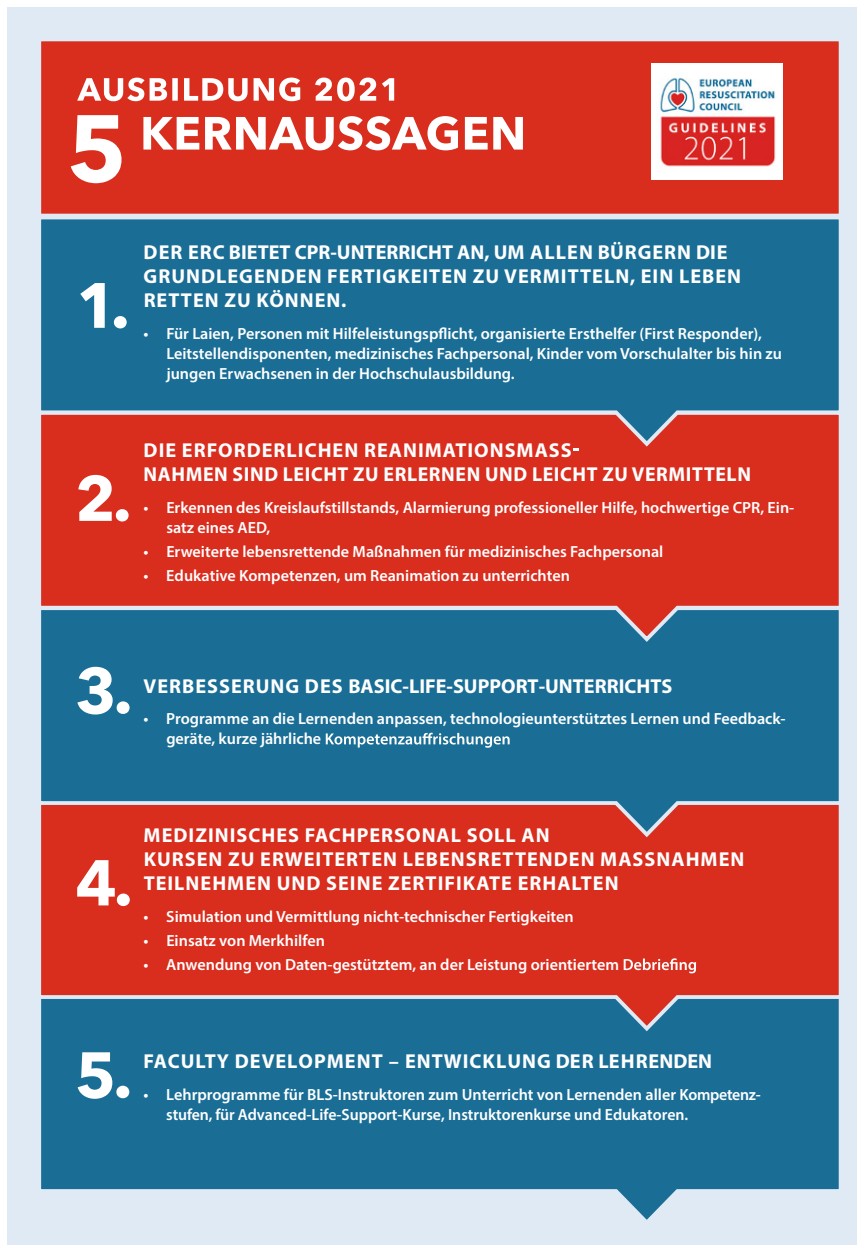 AUSBILDUNG 2021
5 KERNAUSSAGEN
EUROPEAN
RESUSCITATION
COUNCIL
GUIDELINES
2021
1.
DER ERC BIETET CPR-UNTERRICHT AN, UM ALLEN BÜRGERN DIE
GRUNDLEGENDEN FERTIGKEITEN ZU VERMITTELN, EIN LEBEN
RETTEN ZU KÖNNEN.
• Für Laien, Personen mit Hilfeleistungspflicht, organisierte Ersthelfer (First Responder),
Leitstellendisponenten, medizinisches Fachpersonal, Kinder vom Vorschulalter bis hin zu
jungen Erwachsenen in der Hochschulausbildung.
2.
DIE ERFORDERLICHEN REANIMATIONSMASS-
NAHMEN SIND LEICHT ZU ERLERNEN UND LEICHT ZU VERMITTELN
• Erkennen des Kreislaufstillstands, Alarmierung professioneller Hilfe, hochwertige CPR, Ein-
satz eines AED,
• Erweiterte lebensrettende Maßnahmen für medizinisches Fachpersonal
• Edukative Kompetenzen, um Reanimation zu unterrichten
3.
VERBESSERUNG DES BASIC-LIFE-SUPPORT-UNTERRICHTS
• Programme an die Lernenden anpassen, technologieunterstütztes Lernen und Feedback-
geräte, kurze jährliche Kompetenzauffrischungen
4.
MEDIZINISCHES FACHPERSONAL SOLL AN
KURSEN ZU ERWEITERTEN LEBENSRETTENDEN MASSNAHMEN
TEILNEHMEN UND SEINE ZERTIFIKATE ERHALTEN
• Simulation und Vermittlung nicht-technischer Fertigkeiten
• Einsatz von Merkhilfen
• Anwendung von Daten-gestütztem, an der Leistung orientiertem Debriefing
5.
FACULTY DEVELOPMENT – ENTWICKLUNG DER LEHRENDEN
• Lehrprogramme für BLS-Instruktoren zum Unterricht von Lernenden aller Kompetenz-
stufen, für Advanced-Life-Support-Kurse, Instruktorenkurse und Edukatoren.